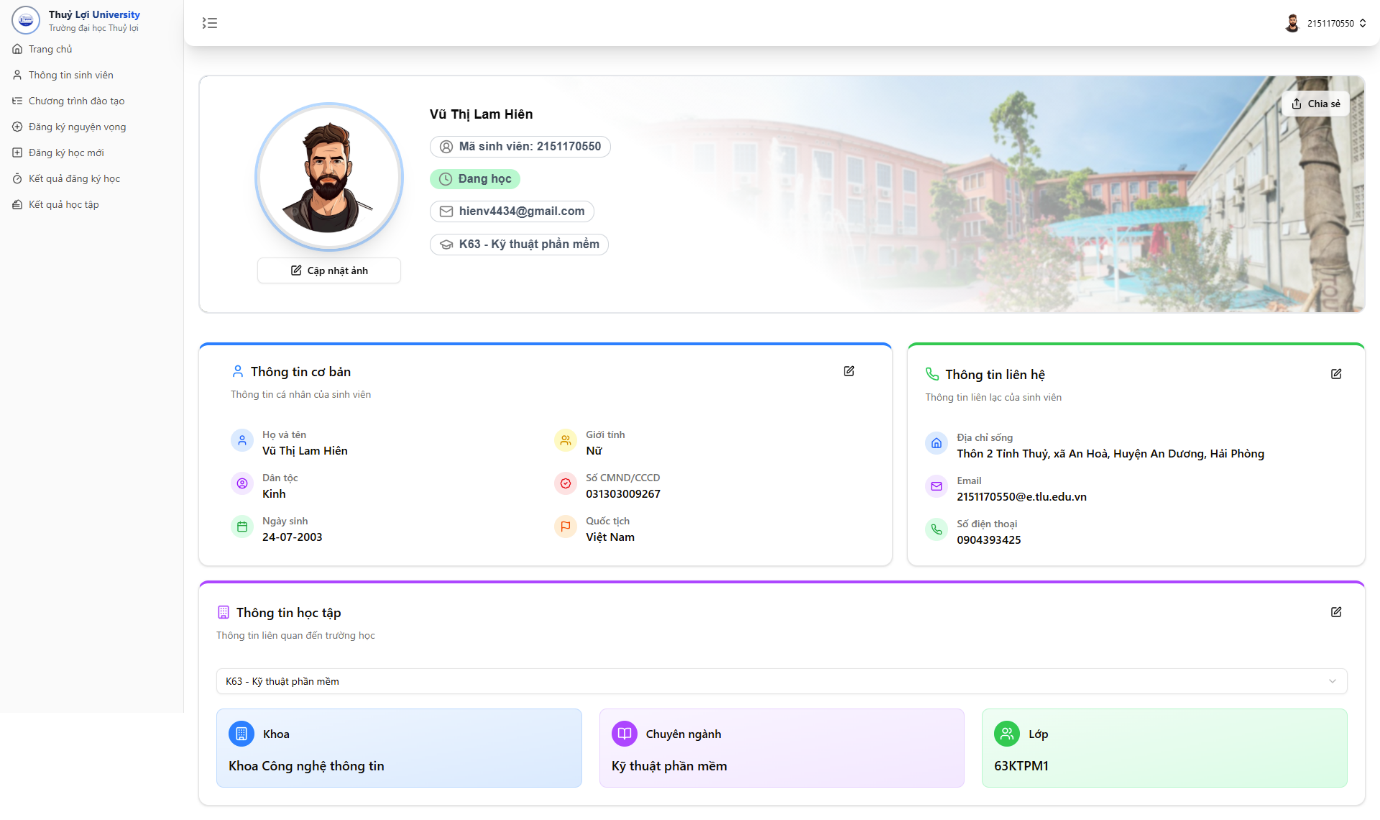 Thuỷ Lợi University
Trường đại học Thuỷ lợi
Trang chủ
Thông tin sinh viên
Chương trình đào tạo
Đăng ký nguyện vọng
Đăng ký học mới
Kết quả đăng ký học
Kết quả học tập
2151170550
Chia sẻ
Vũ Thị Lam Hiên
Mã sinh viên: 2151170550
Đang học
hienv4434@gmail.com
K63 - Kỹ thuật phần mềm
Cập nhật ảnh
Thông tin cơ bản
Thông tin cá nhân của sinh viên
Họ và tên
Vũ Thị Lam Hiên
Giới tính
Nữ
Dân tộc
Kinh
Số CMND/CCCD
031303009267
Ngày sinh
24-07-2003
Quốc tịch
Việt Nam
Thông tin liên hệ
Thông tin liên lạc của sinh viên
Địa chỉ sống
Thôn 2 Tỉnh Thuỷ, xã An Hoà, Huyện An Dương, Hải Phòng
Email
2151170550@e.tlu.edu.vn
Số điện thoại
0904393425
Thông tin học tập
Thông tin liên quan đến trường học
K63 - Kỹ thuật phần mềm
Khoa
Khoa Công nghệ thông tin
Chuyên ngành
Kỹ thuật phần mềm
Lớp
63KTPM1